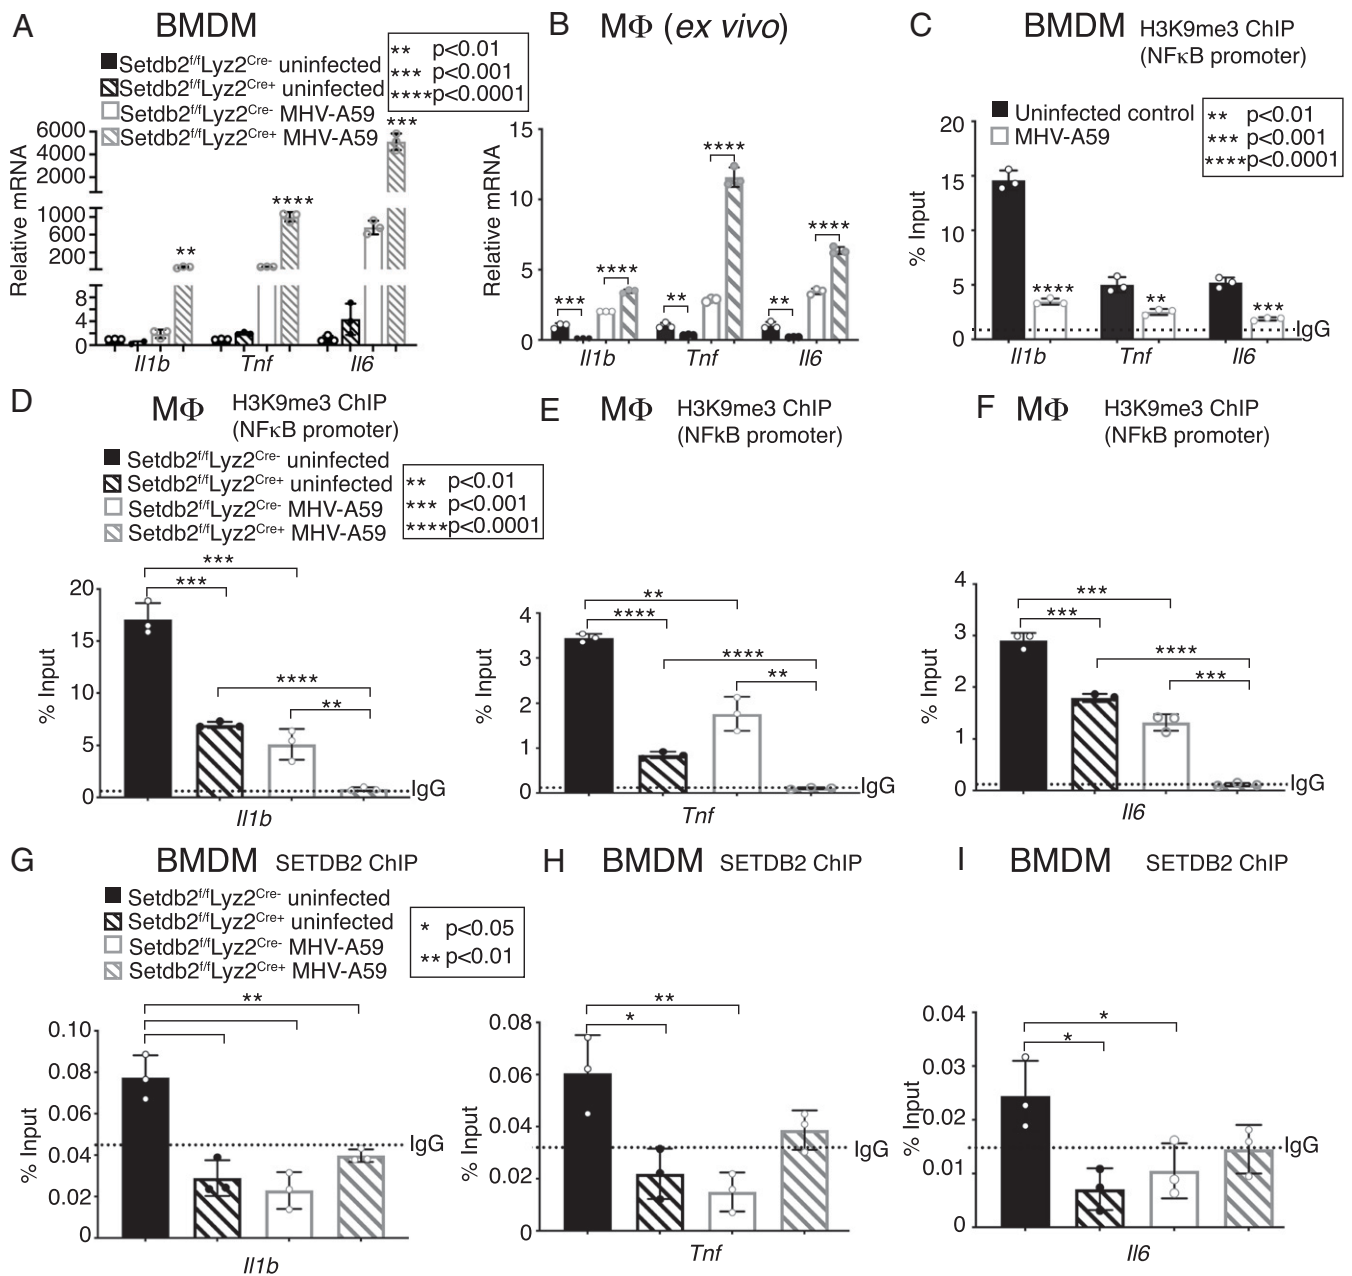 A BMDM
Setdb2f/fLyz2Cre- uninfected
Setdb2f/fLyz2Cre+ uninfected
Setdb2f/fLyz2Cre- MHV-A59
Setdb2f/fLyz2Cre+ MHV-A59
** p<0.01
*** p<0.001
**** p<0.0001
Relative mRNA
6000
4000
2000
1000
600
200
8
4
2
0
**
****
***
Il1b Tnf Il6
B MΦ (ex vivo)
Relative mRNA
15
10
5
0
*** **** ** **** ** ****
Il1b Tnf Il6
C BMDM H3K9me3 ChIP
(NFκB promoter)
Uninfected control
MHV-A59
** p<0.01
*** p<0.001
**** p<0.0001
% Input
20
15
10
5
0
**** ** ***
IgG
Il1b Tnf Il6
D MΦ H3K9me3 ChIP
(NFκB promoter)
Setdb2f/fLyz2Cre- uninfected
Setdb2f/fLyz2Cre+ uninfected
Setdb2f/fLyz2Cre- MHV-A59
Setdb2f/fLyz2Cre+ MHV-A59
** p<0.01
*** p<0.001
**** p<0.0001
% Input
20
15
10
5
0
***
***
****
**
IgG
Il1b
E MΦ H3K9me3 ChIP
(NFkB promoter)
% Input
4
3
2
1
0
**
****
****
**
IgG
Tnf
F MΦ H3K9me3 ChIP
(NFκB promoter)
% Input
4
3
2
1
0
***
***
****
***
IgG
Il6
G BMDM SETDB2 ChIP
Setdb2f/fLyz2Cre- uninfected
Setdb2f/fLyz2Cre+ uninfected
Setdb2f/fLyz2Cre- MHV-A59
Setdb2f/fLyz2Cre+ MHV-A59
* p<0.05
** p<0.01
% Input
0.10
0.08
0.06
0.04
0.02
0
**
IgG
Il1b
H BMDM SETDB2 ChIP
% Input
0.08
0.06
0.04
0.02
0
**
*
IgG
Tnf
I BMDM SETDB2 ChIP
% Input
0.04
0.03
0.02
0.01
0
*
*
IgG
Il6